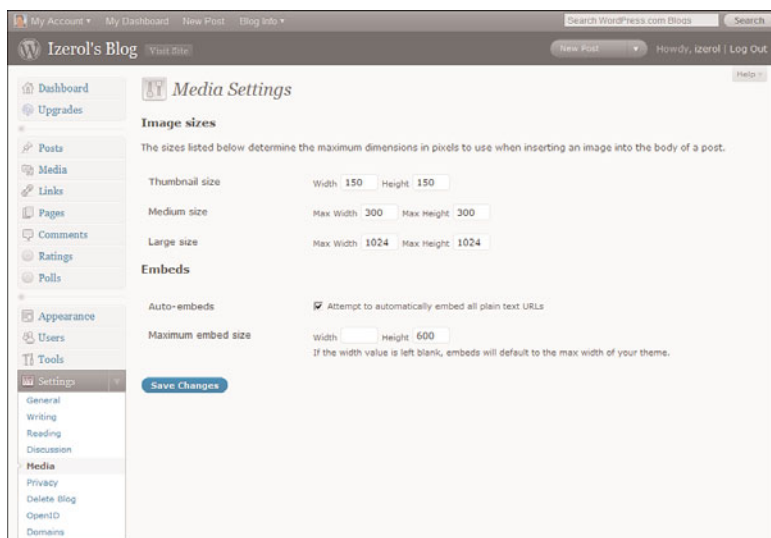 My Account My Dashboard New Post Blog Info Search WordPress.com Blogs Search
Izerol's Blog Visit Site New Post Howdy, izerol | Log Out
Help
Dashboard
Upgrades
Posts
Media
Links
Pages
Comments
Ratings
Polls
Appearance
Users
Tools
Settings
General
Writing
Reading
Discussion
Media
Privacy
Delete Blog
OpenID
Domains
Media Settings
Image sizes
The sizes listed below determine the maximum dimensions in pixels to use when inserting an image into the body of a post.
Thumbnail size Width 150 Height 150
Medium size Max Width 300 Max Height 300
Large size Max Width 1024 Max Height 1024
Embeds
Auto-embeds Attempt to automatically embed all plain text URLs
Maximum embed size Width Height 600
If the width value is left blank, embeds will default to the max width of your theme.
Save Changes